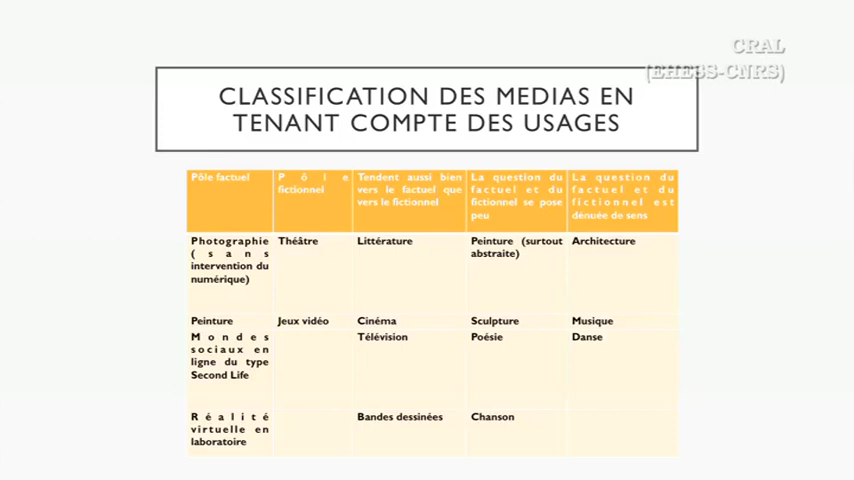 CRAL
(EHESS-CNRS)
CLASSIFICATION DES MEDIAS EN
TENANT COMPTE DES USAGES
Pôle factuel
Pôle
fictionnel
Tendent aussi bien
vers le factuel que
vers le fictionnel
La question du
factuel et du
fictionnel se pose
peu
La question du
factuel et du
fictionnel est
dénuée de sens
Photographie
(sans
intervention du
numérique)
Théâtre
Littérature
Peinture (surtout
abstraite)
Architecture
Peinture
Jeux vidéo
Cinéma
Sculpture
Musique
Mondes
sociaux en
ligne du type
Second Life
Télévision
Poésie
Danse
Réalité
virtuelle en
laboratoire
Bandes dessinées
Chanson